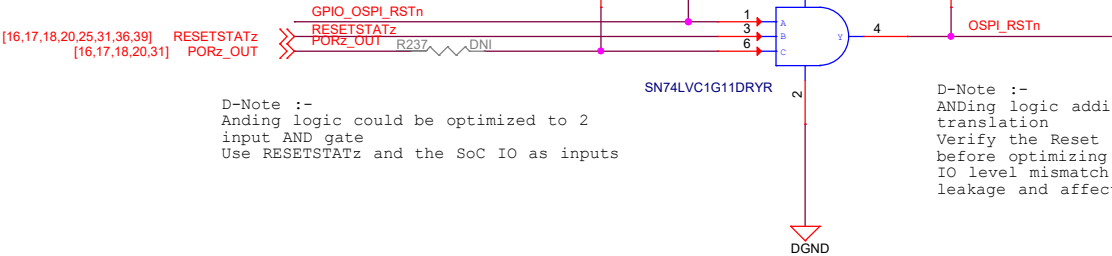 GPIO_OSPI_RSTn
1
A
[16,17,18,20,25,31,36,39] RESETSTATz
RESETSTATz
3
B
Y
4
OSPI_RSTn
[16,17,18,20,31] PORz_OUT
PORz_OUT
R237
DNI
6
C
SN74LVC1G11DRYR
2
D-Note :-
Anding logic could be optimized to 2
input AND gate
Use RESETSTATz and the SoC IO as inputs
D-Note :-
ANDing logic addi
translation
Verify the Reset
before optimizing
IO level mismatch
leakage and affec
DGND